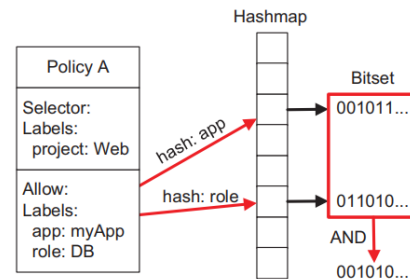 Hashmap
Policy A
Selector:
Labels:
project: Web
Allow:
Labels:
app: myApp
role: DB
hash: app
hash: role
Bitset
001011...
011010...
AND
001010...